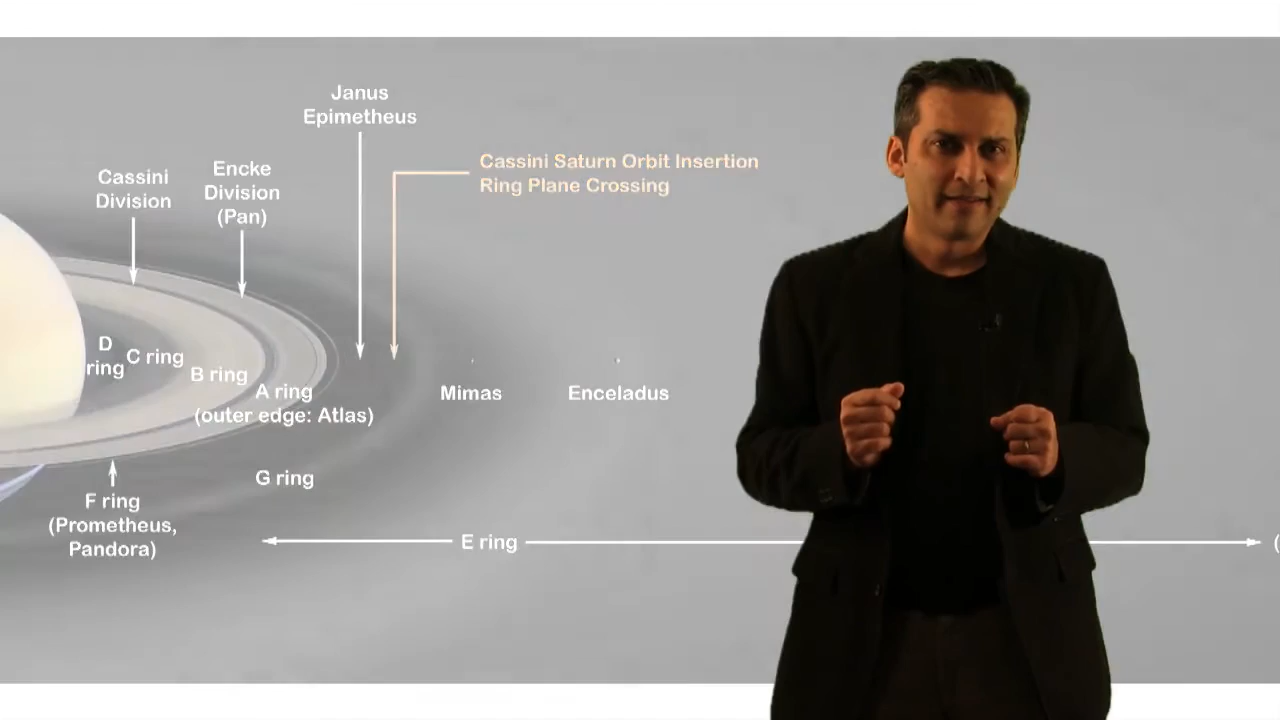 Janus
Epimetheus
Cassini Saturn Orbit Insertion
Ring Plane Crossing
Encke
Division
(Pan)
Cassini
Division
D
ring
C ring
B ring
A ring
(outer edge: Atlas)
Mimas
Enceladus
G ring
F ring
(Prometheus,
Pandora)
E ring
(